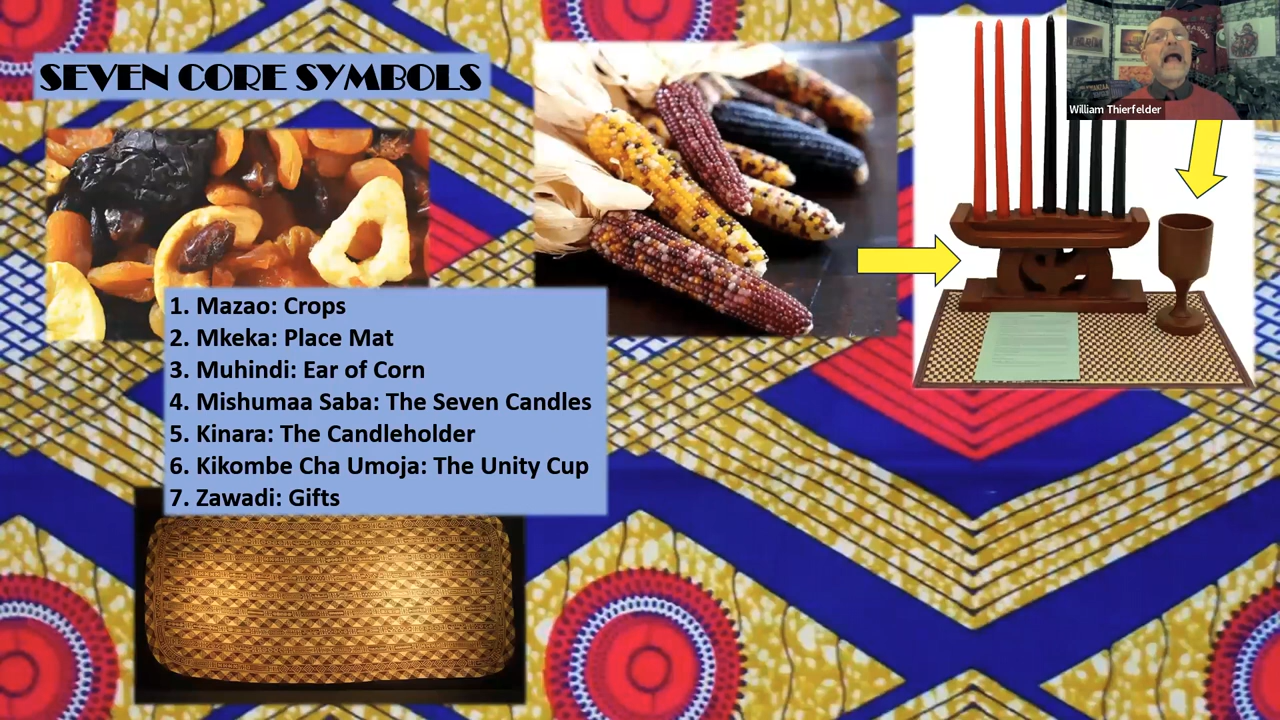 SEVEN CORE SYMBOLS
William Thierfelder
1. Mazao: Crops
2. Mkeka: Place Mat
3. Muhindi: Ear of Corn
4. Mishumaa Saba: The Seven Candles
5. Kinara: The Candleholder
6. Kikombe Cha Umoja: The Unity Cup
7. Zawadi: Gifts